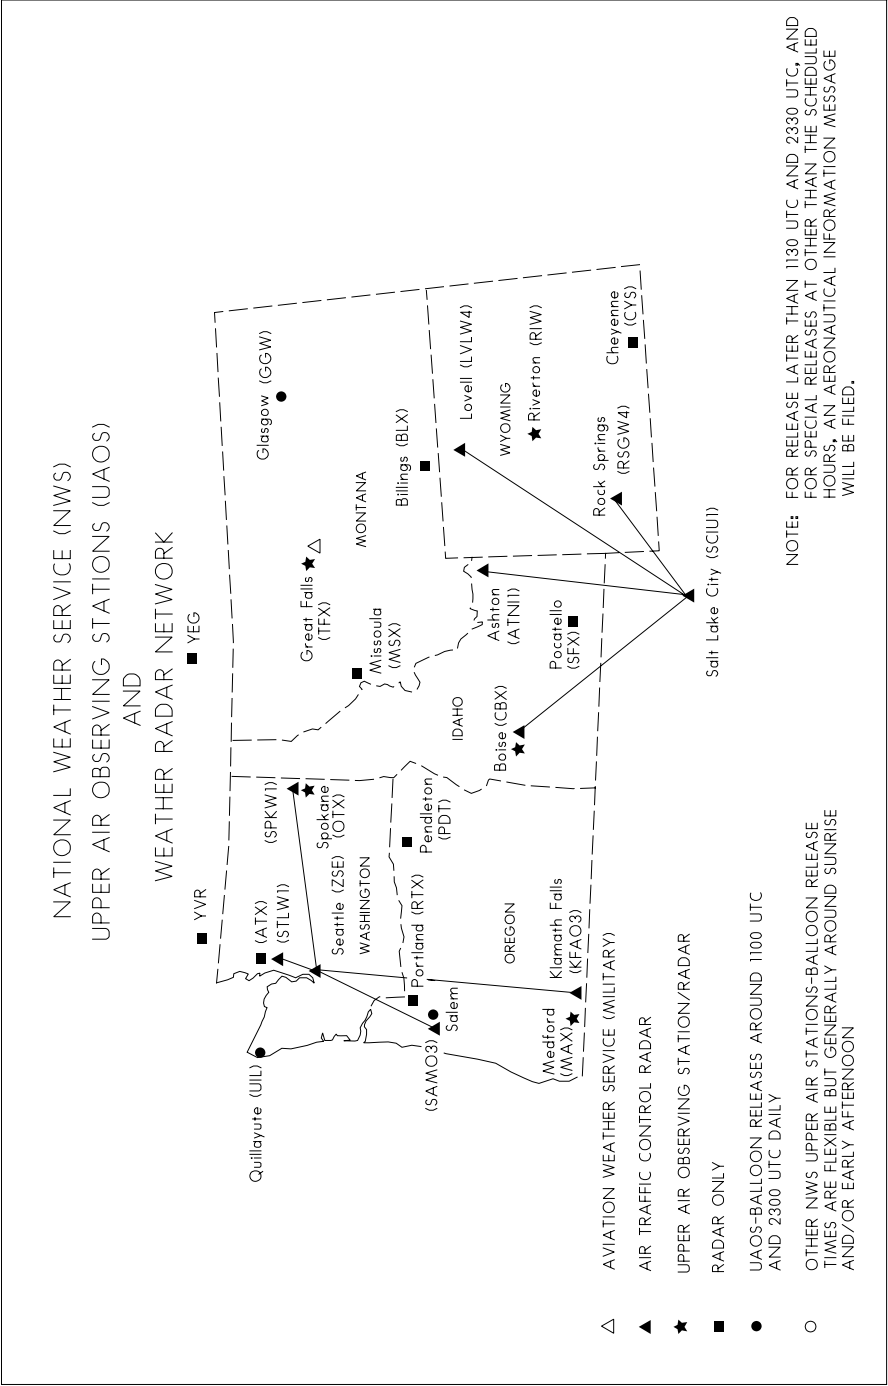 NATIONAL WEATHER SERVICE (NWS)
UPPER AIR OBSERVING STATIONS (UAOS)
AND
WEATHER RADAR NETWORK
YVR
YEG
Quillayute (UIL)
(ATX)
(STLW1)
(SPKW1)
Spokane
(OTX)
Seattle (ZSE)
WASHINGTON
Great Falls
(TFX)
Glasgow (GGW)
MONTANA
Missoula
(MSX)
Billings (BLX)
Portland (RTX)
Pendleton
(PDT)
(SAMO3)
Salem
IDAHO
Lovell (LVLW4)
Ashton
(ATNI1)
WYOMING
Riverton (RIW)
OREGON
Boise (CBX)
Pocatello
(SFX)
Medford
(MAX)
Klamath Falls
(KFAO3)
Rock Springs
(RSGW4)
Cheyenne
(CYS)
Salt Lake City (SCIU1)
AVIATION WEATHER SERVICE (MILITARY)
AIR TRAFFIC CONTROL RADAR
UPPER AIR OBSERVING STATION/RADAR
RADAR ONLY
UAOS-BALLOON RELEASES AROUND 1100 UTC
AND 2300 UTC DAILY
OTHER NWS UPPER AIR STATIONS-BALLOON RELEASE
TIMES ARE FLEXIBLE BUT GENERALLY AROUND SUNRISE
AND/OR EARLY AFTERNOON
NOTE: FOR RELEASE LATER THAN 1130 UTC AND 2330 UTC, AND
FOR SPECIAL RELEASES AT OTHER THAN THE SCHEDULED
HOURS, AN AERONAUTICAL INFORMATION MESSAGE
WILL BE FILED.